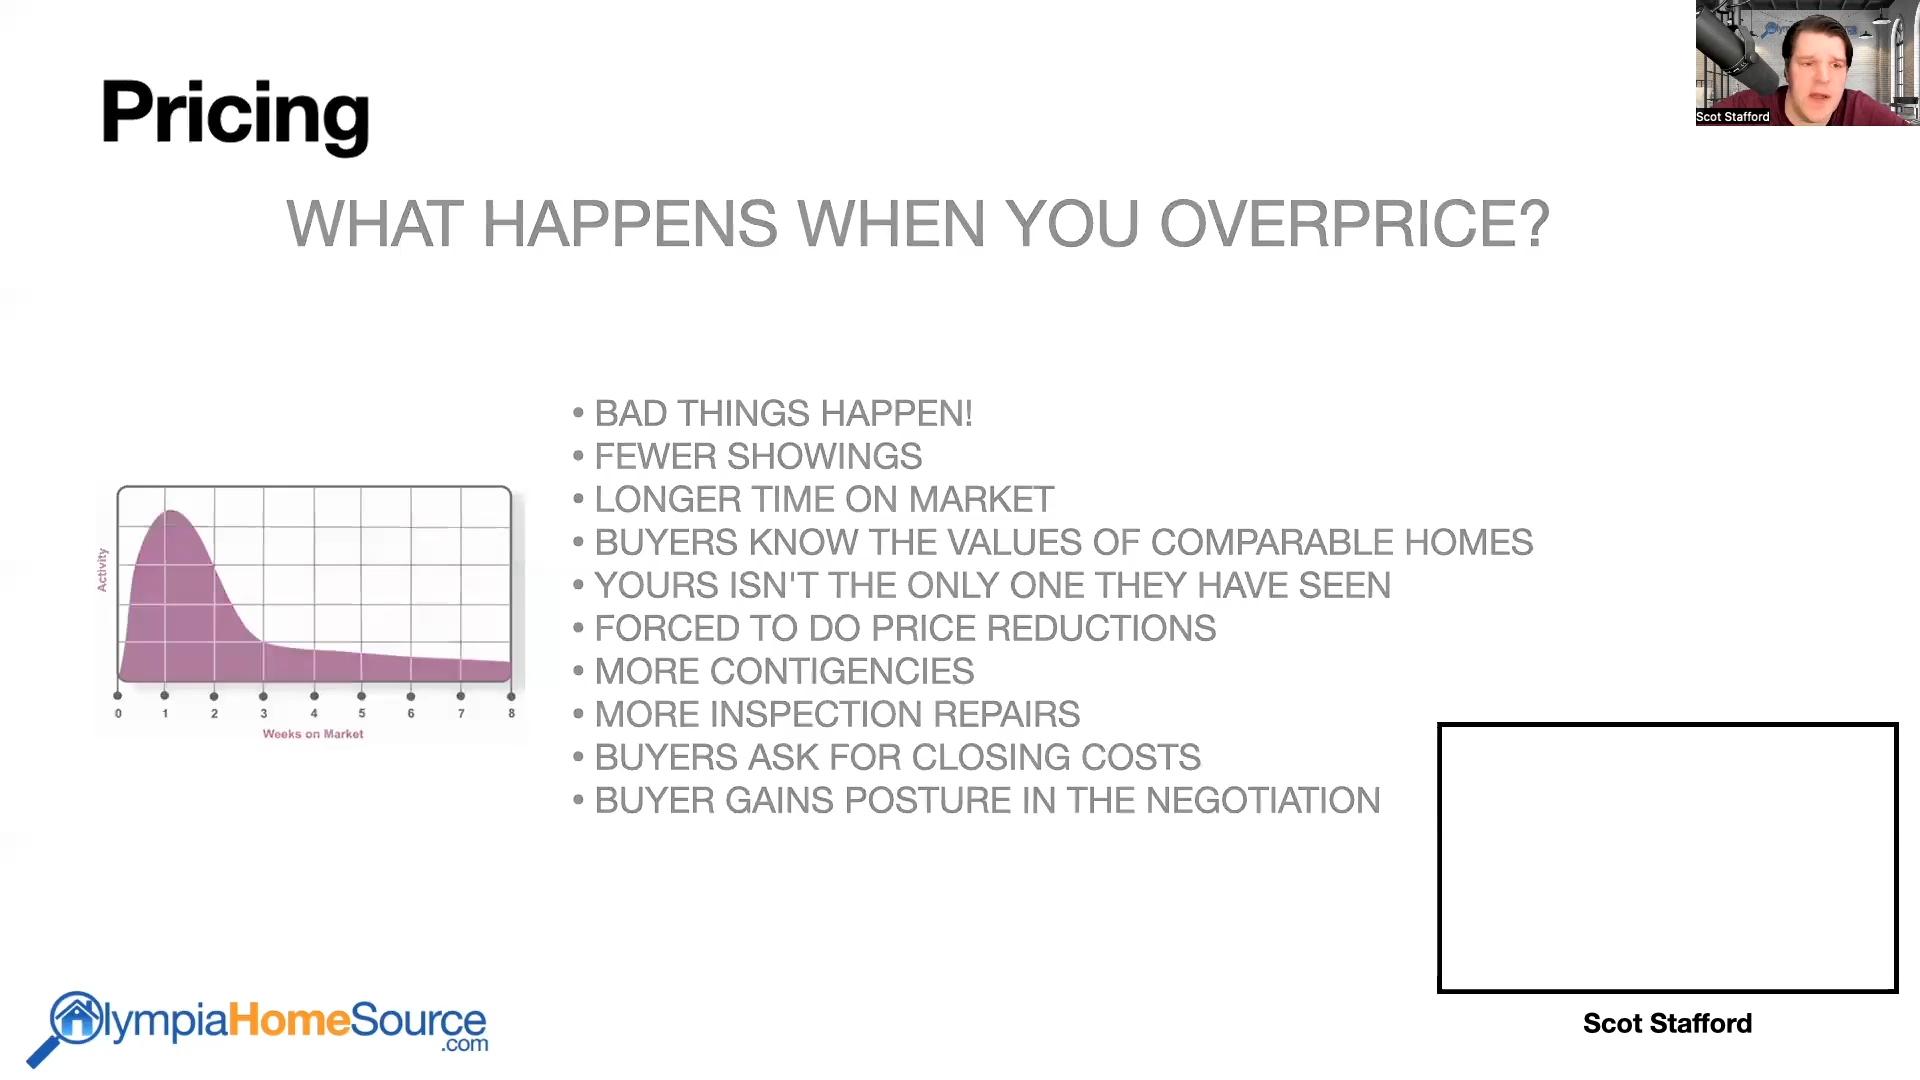 Pricing
Scot Stafford
WHAT HAPPENS WHEN YOU OVERPRICE?
• BAD THINGS HAPPEN!
• FEWER SHOWINGS
• LONGER TIME ON MARKET
• BUYERS KNOW THE VALUES OF COMPARABLE HOMES
• YOURS ISN'T THE ONLY ONE THEY HAVE SEEN
• FORCED TO DO PRICE REDUCTIONS
• MORE CONTIGENCIES
• MORE INSPECTION REPAIRS
• BUYERS ASK FOR CLOSING COSTS
• BUYER GAINS POSTURE IN THE NEGOTIATION
Activity
0 1 2 3 4 5 6 7 8
Weeks on Market
OlympiaHomeSource
.com
Scot Stafford